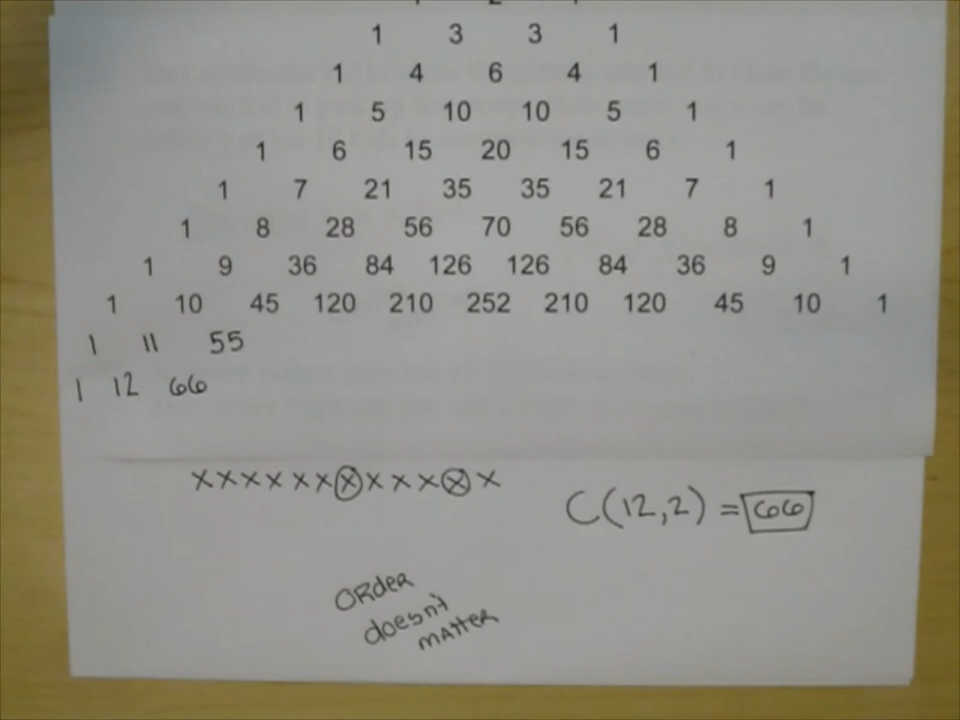 1 3 3 1
1 4 6 4 1
1 5 10 10 5 1
1 6 15 20 15 6 1
1 7 21 35 35 21 7 1
1 8 28 56 70 56 28 8 1
1 9 36 84 126 126 84 36 9 1
1 10 45 120 210 252 210 120 45 10 1
1 11 55
1 12 66
XXXXXXXXXXXX
C(12,2) = 66
ORder
doesn't
matter